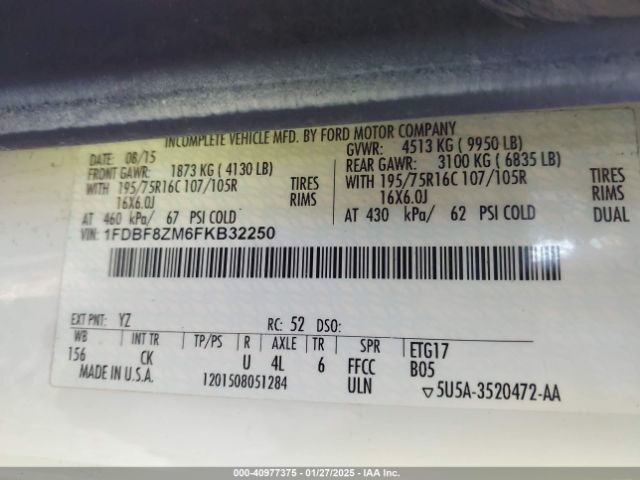 INCOMPLETE VEHICLE MFD. BY FORD MOTOR COMPANY
DATE: 08/15 GVWR: 4513 KG ( 9950 LB)
FRONT GAWR: 1873 KG ( 4130 LB) REAR GAWR: 3100 KG ( 6835 LB)
WITH 195/75R16C 107/105R TIRES WITH 195/75R16C 107/105R TIRES
16X6.0J RIMS 16X6.0J RIMS
AT 460 kPa/ 67 PSI COLD AT 430 kPa/ 62 PSI COLD DUAL
VIN: 1FDBF8ZM6FKB32250
EXT PNT: YZ RC: 52 DSO:
WB INT TR TP/PS R AXLE TR SPR ETG17
156 CK U 4L 6 FFCC B05
MADE IN U.S.A. 1201508051284 ULN ▽5U5A-3520472-AA
000-40977375 - 01/27/2025 - IAA Inc.